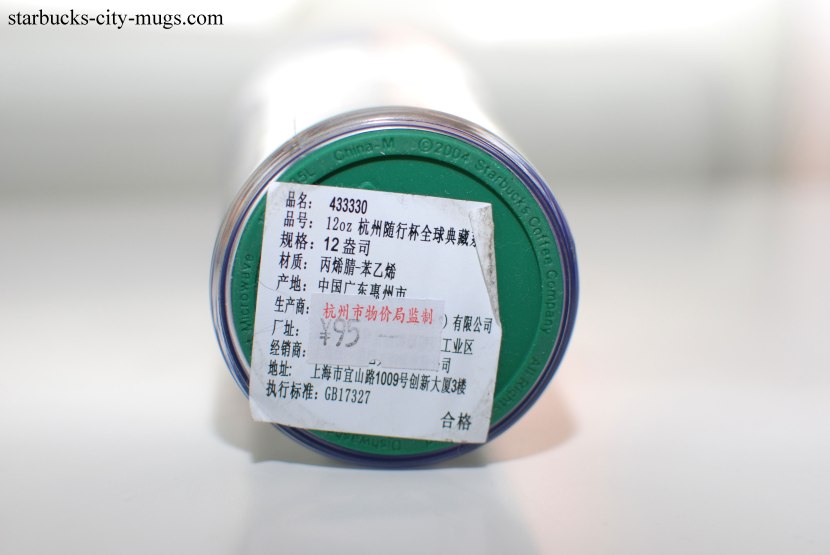 starbucks-city-mugs.com
China-M ©2004 Starbucks Coffee Company All Right
Microwave
品名: 433330
品号: 12oz 杭州随行杯全球典藏
规格: 12 盎司
材质: 丙烯腈-苯乙烯
产地: 中国广东惠州市
生产商: ) 有限公司
杭州市物价局监制
¥95
厂址: 工业区
经销商: 公司
地址: 上海市宜山路1009号创新大厦3楼
执行标准: GB17327
合格